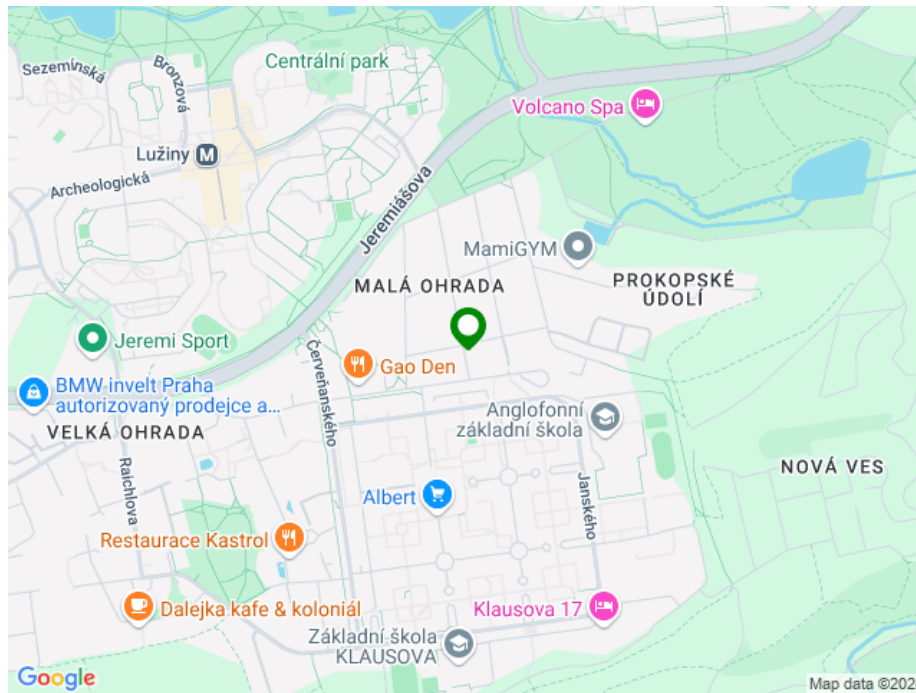 Sezemínská
Bronzová
Centrální park
Volcano Spa
Lužiny M
Archeologická
Jeremiášova
MamiGYM
MALÁ OHRADA
PROKOPSKÉ
ÚDOLÍ
Jeremi Sport
Gao Den
Červeňanského
BMW invelt Praha
autorizovaný prodejce a...
VELKÁ OHRADA
Anglofonní
základní škola
Raichlova
NOVÁ VES
Albert
Janského
Restaurace Kastrol
Dalejka kafe & koloniál
Klausova 17
Základní škola
KLAUSOVA
Google
Map data ©202